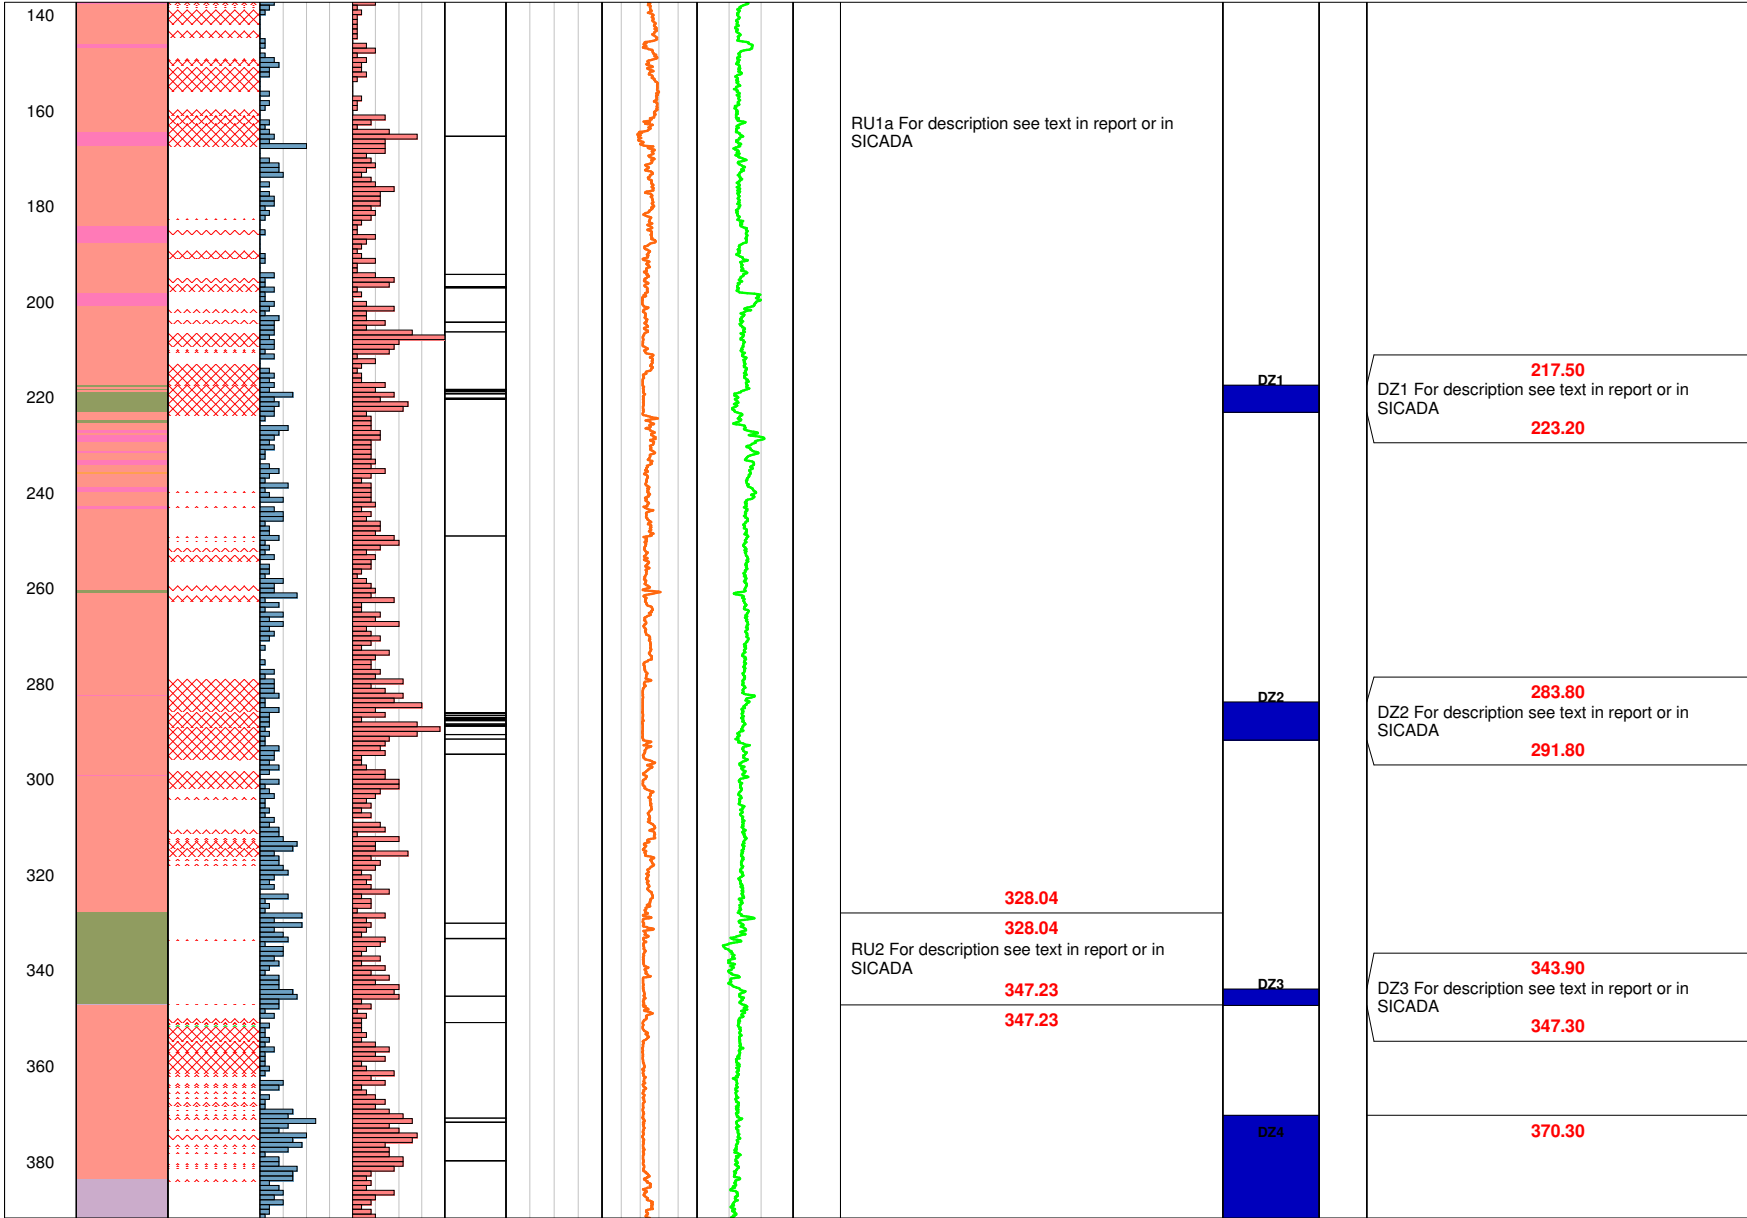 140
160
RU1a For description see text in report or in
SICADA
180
200
217.50
DZ1
DZ1 For description see text in report or in
SICADA
220
223.20
240
260
280
283.80
DZ2
DZ2 For description see text in report or in
SICADA
291.80
300
320
328.04
328.04
RU2 For description see text in report or in
SICADA
340
343.90
DZ3
DZ3 For description see text in report or in
SICADA
347.23
347.23
347.30
360
370.30
DZ4
380